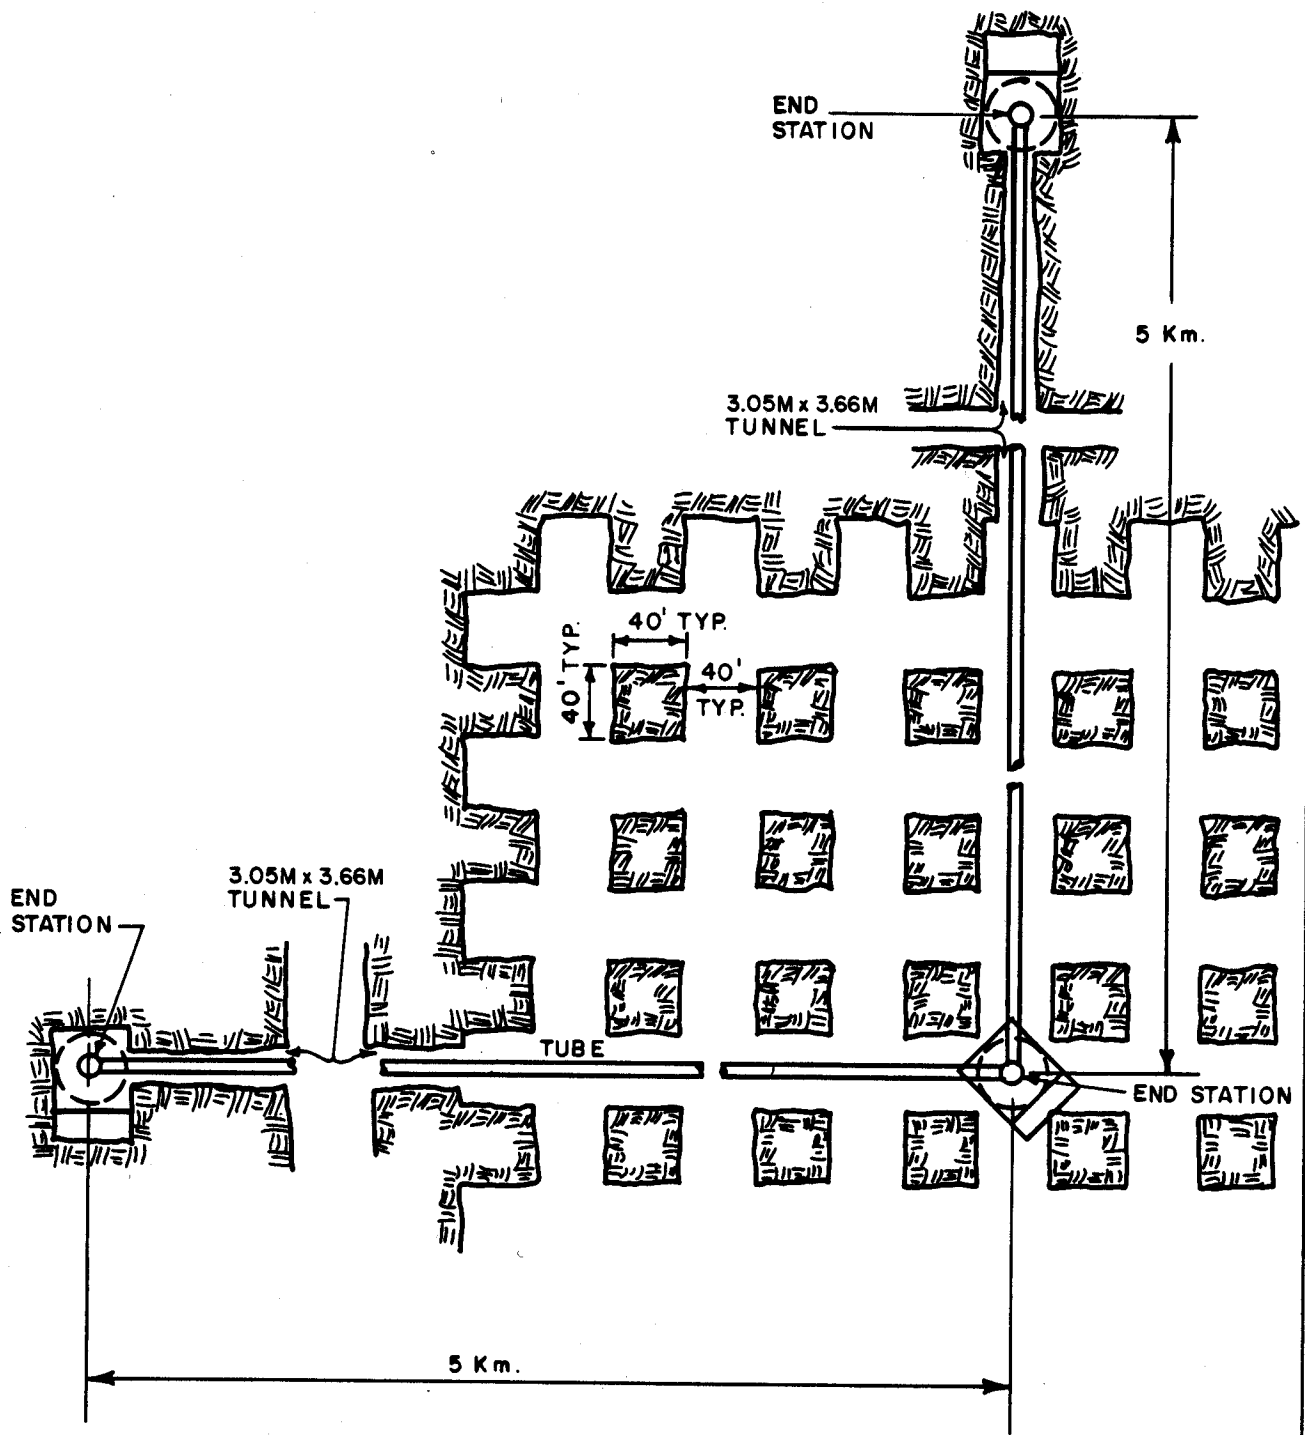 END
STATION
5 Km.
3.05M x 3.66M
TUNNEL
40' TYP.
40' TYP.
40'
TYP.
3.05M x 3.66M
TUNNEL
END
STATION
TUBE
END STATION
5 Km.